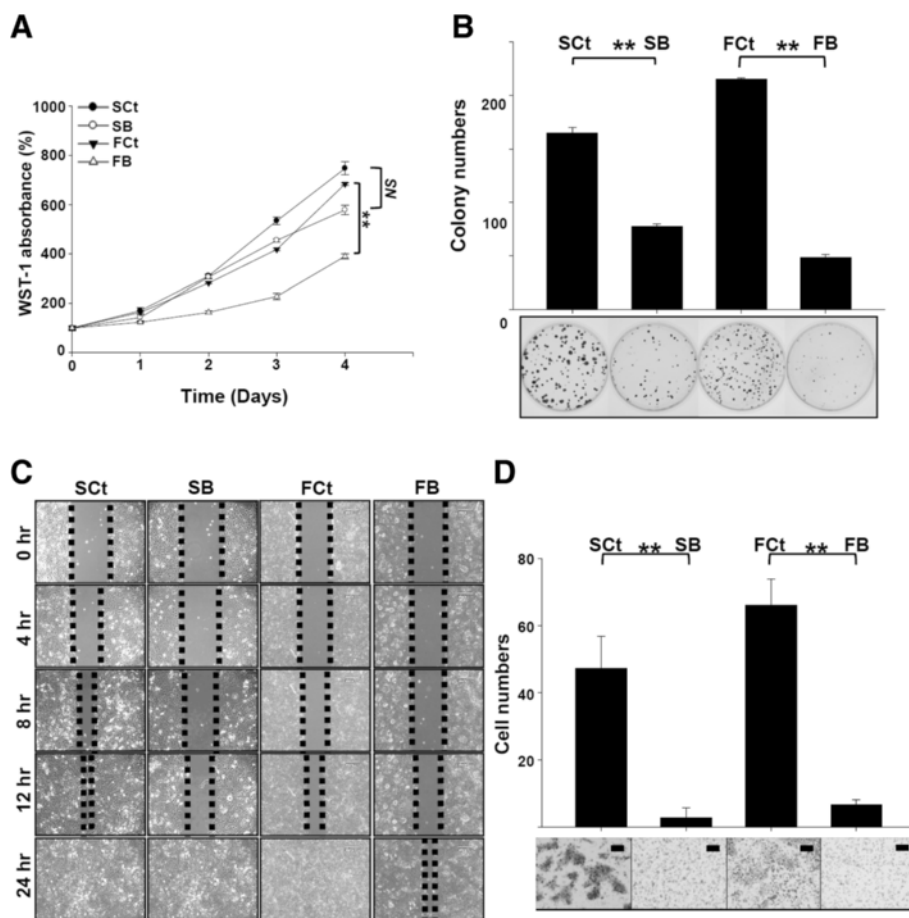 A
1000
800
600
400
200
0
WST-1 absorbance (%)
SCt
SB
FCt
FB
NS
**
0 1 2 3 4
Time (Days)
B
SCt ** SB FCt ** FB
200
100
0
Colony numbers
C
SCt SB FCt FB
0 hr
4 hr
8 hr
12 hr
24 hr
D
SCt ** SB FCt ** FB
80
60
40
20
Cell numbers